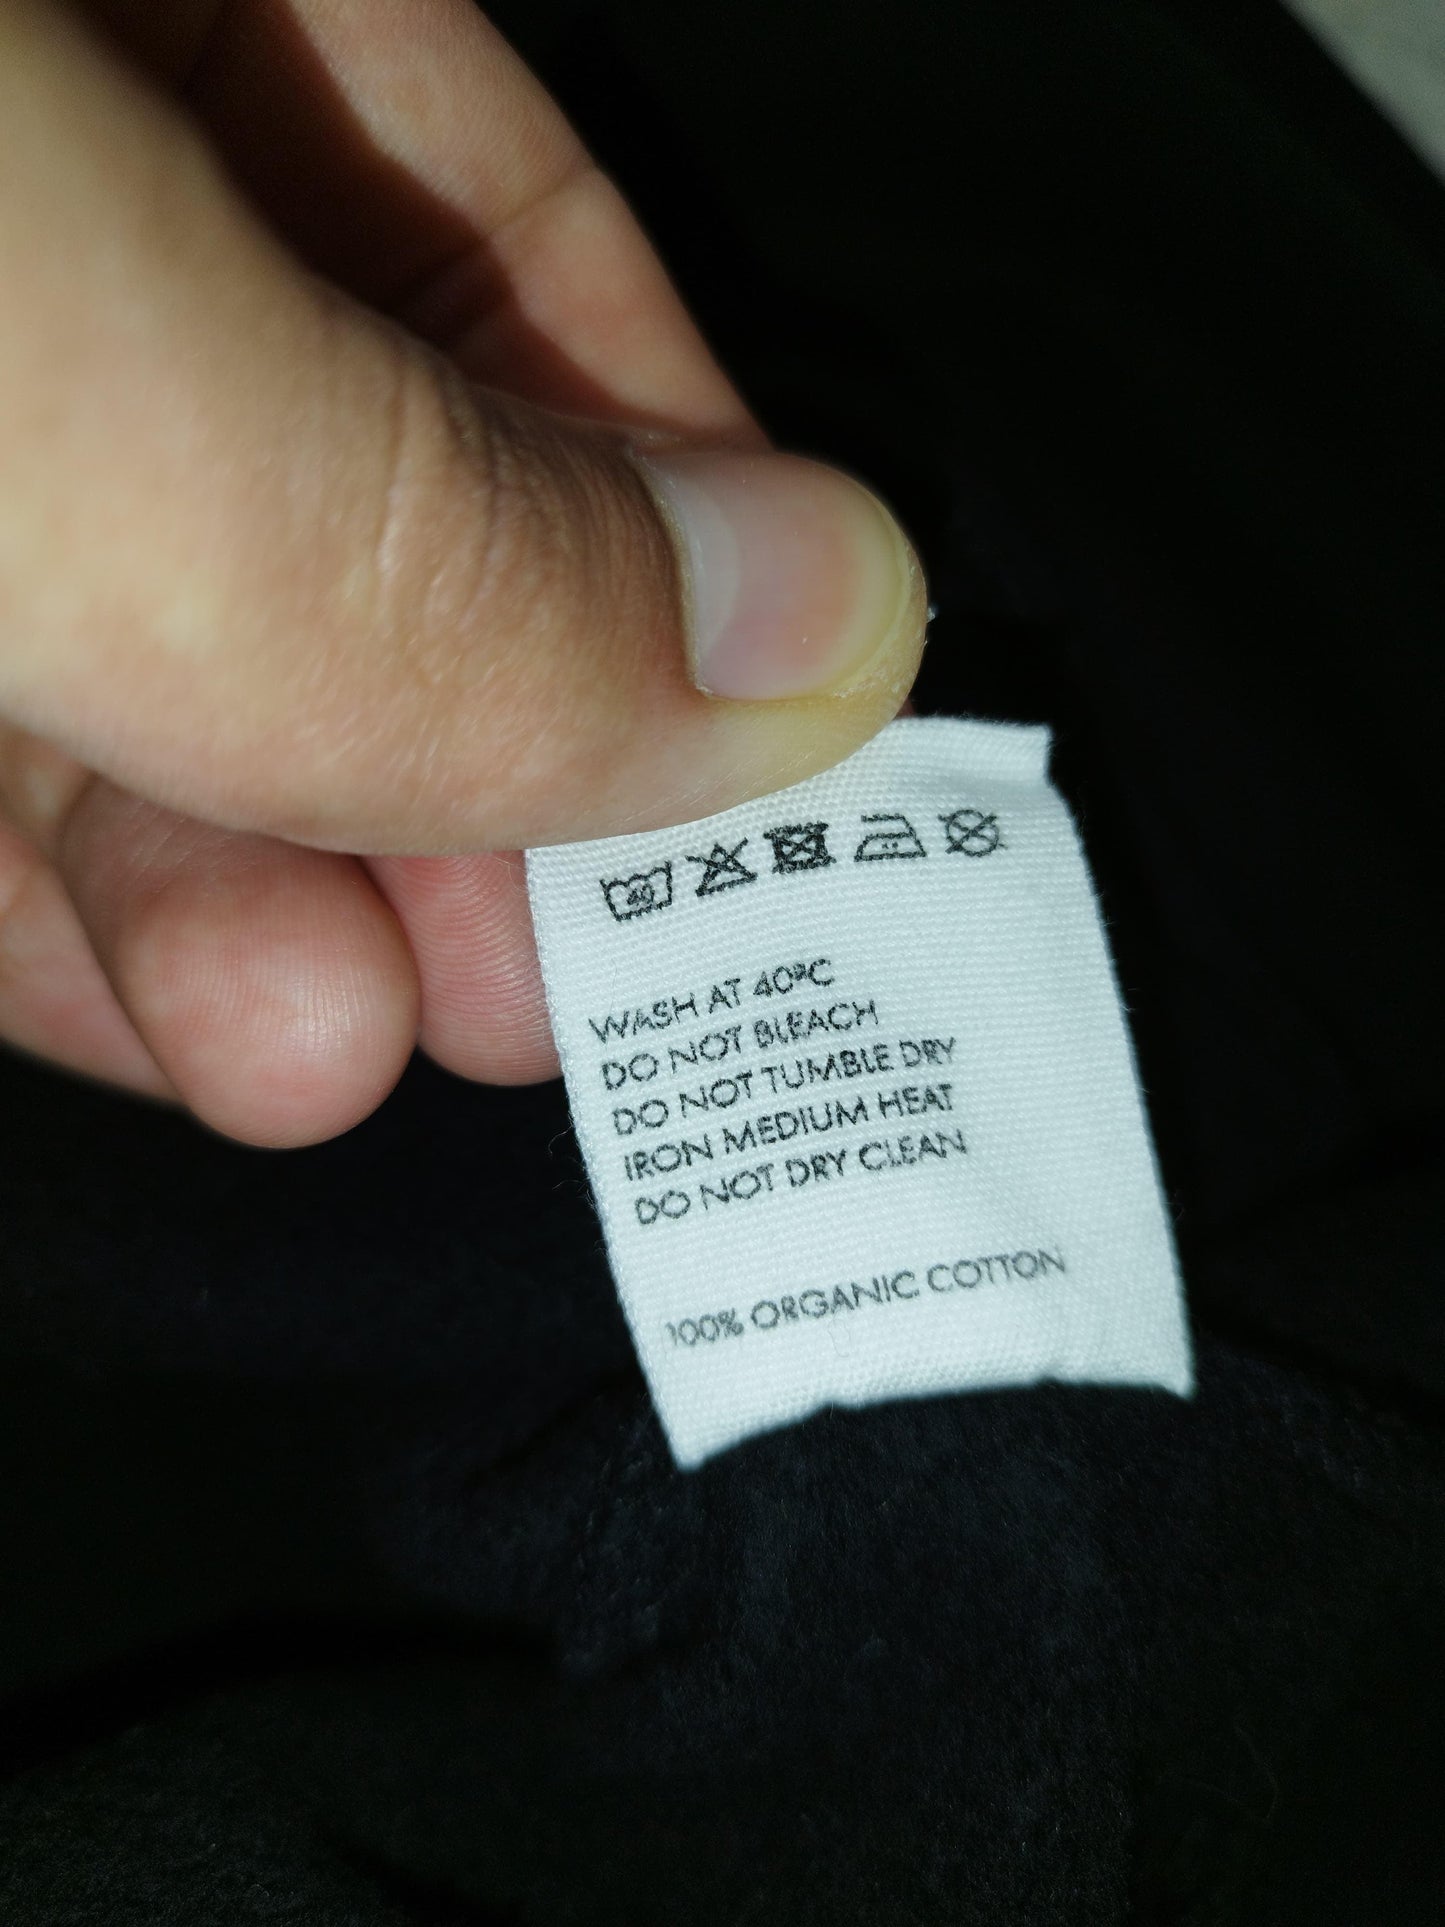 40
WASH AT 40ºC
DO NOT BLEACH
DO NOT TUMBLE DRY
IRON MEDIUM HEAT
DO NOT DRY CLEAN
100% ORGANIC COTTON